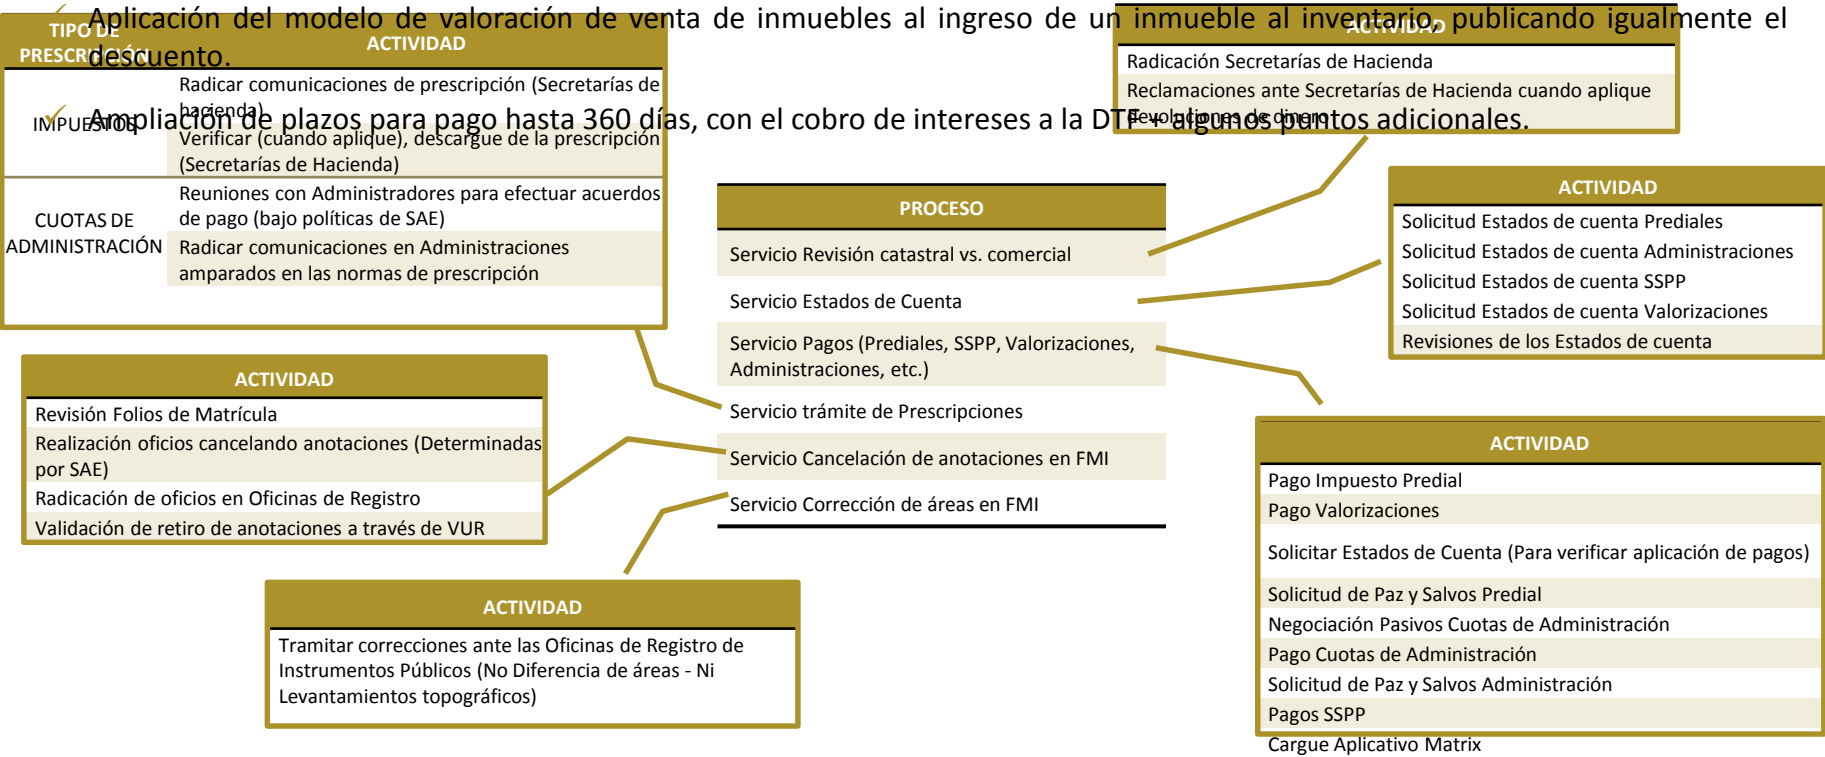 Aplicación del modelo de valoración de venta de inmuebles al ingreso de un inmueble al inventario, publicando igualmente el
descuento.
Ampliación de plazos para pago hasta 360 días, con el cobro de intereses a la DTF + algunos puntos adicionales.
TIPO DE
PRESCRIPCIÓN
ACTIVIDAD
IMPUESTOS
Radicar comunicaciones de prescripción (Secretarías de
hacienda)
Verificar (cuando aplique), descargue de la prescripción
(Secretarías de Hacienda)
CUOTAS DE
ADMINISTRACIÓN
Reuniones con Administradores para efectuar acuerdos
de pago (bajo políticas de SAE)
Radicar comunicaciones en Administraciones
amparados en las normas de prescripción
ACTIVIDAD
Radicación Secretarías de Hacienda
Reclamaciones ante Secretarías de Hacienda cuando aplique
devoluciones de dinero
PROCESO
Servicio Revisión catastral vs. comercial
Servicio Estados de Cuenta
Servicio Pagos (Prediales, SSPP, Valorizaciones,
Administraciones, etc.)
Servicio trámite de Prescripciones
Servicio Cancelación de anotaciones en FMI
Servicio Corrección de áreas en FMI
ACTIVIDAD
Solicitud Estados de cuenta Prediales
Solicitud Estados de cuenta Administraciones
Solicitud Estados de cuenta SSPP
Solicitud Estados de cuenta Valorizaciones
Revisiones de los Estados de cuenta
ACTIVIDAD
Revisión Folios de Matrícula
Realización oficios cancelando anotaciones (Determinadas
por SAE)
Radicación de oficios en Oficinas de Registro
Validación de retiro de anotaciones a través de VUR
ACTIVIDAD
Pago Impuesto Predial
Pago Valorizaciones
Solicitar Estados de Cuenta (Para verificar aplicación de pagos)
Solicitud de Paz y Salvos Predial
Negociación Pasivos Cuotas de Administración
Pago Cuotas de Administración
Solicitud de Paz y Salvos Administración
Pagos SSPP
Cargue Aplicativo Matrix
ACTIVIDAD
Tramitar correcciones ante las Oficinas de Registro de
Instrumentos Públicos (No Diferencia de áreas - Ni
Levantamientos topográficos)